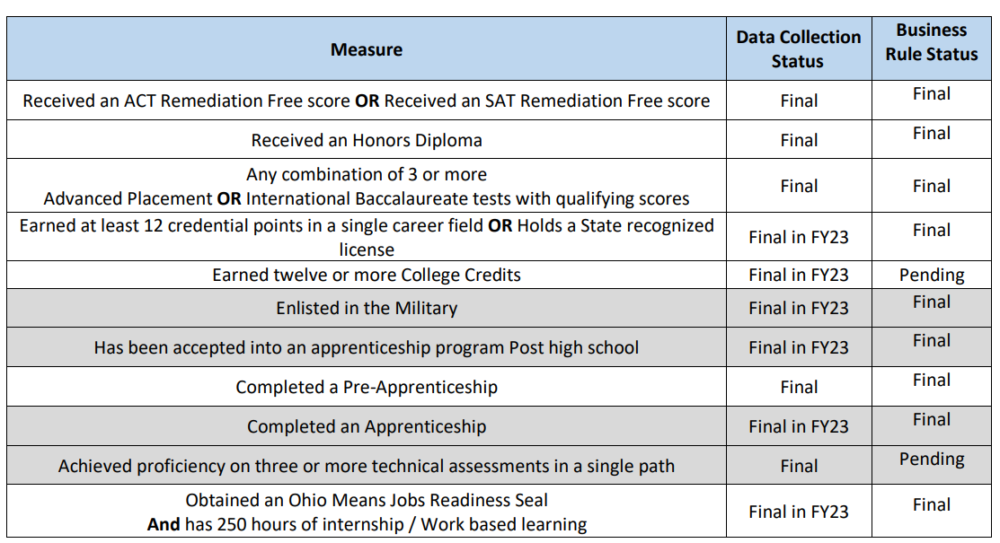 Measure
Data Collection
Status
Business
Rule Status
Received an ACT Remediation Free score OR Received an SAT Remediation Free score
Final
Final
Received an Honors Diploma
Final
Final
Any combination of 3 or more
Advanced Placement OR International Baccalaureate tests with qualifying scores
Final
Final
Earned at least 12 credential points in a single career field OR Holds a State recognized
license
Final in FY23
Final
Earned twelve or more College Credits
Final in FY23
Pending
Enlisted in the Military
Final in FY23
Final
Has been accepted into an apprenticeship program Post high school
Final in FY23
Final
Completed a Pre-Apprenticeship
Final
Final
Completed an Apprenticeship
Final in FY23
Final
Achieved proficiency on three or more technical assessments in a single path
Final
Pending
Obtained an Ohio Means Jobs Readiness Seal
And has 250 hours of internship / Work based learning
Final in FY23
Final